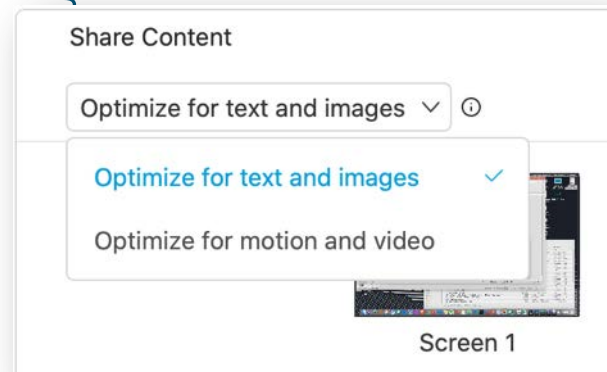 Share Content
Optimize for text and images
Optimize for text and images
Optimize for motion and video
Screen 1